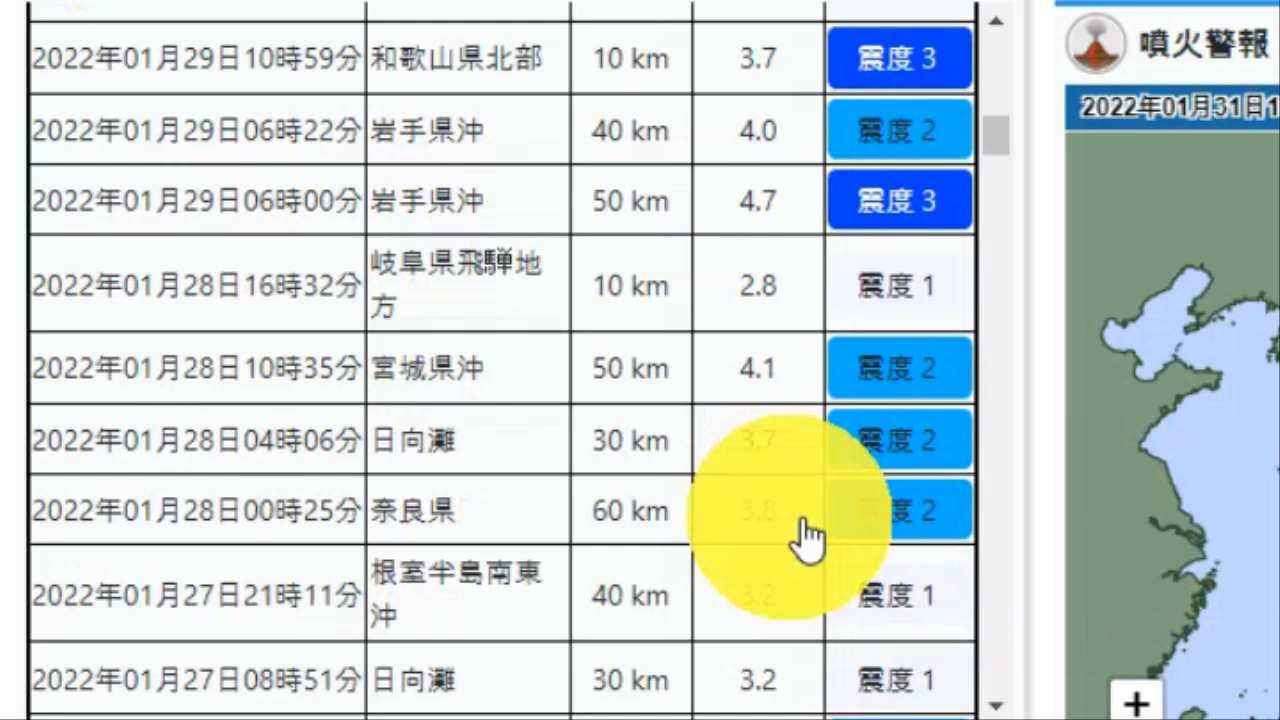 2022年01月29日10時59分 和歌山県北部 10 km 3.7 震度 3
2022年01月29日06時22分 岩手県沖 40 km 4.0 震度 2
2022年01月29日06時00分 岩手県沖 50 km 4.7 震度 3
2022年01月28日16時32分 岐阜県飛騨地
方 10 km 2.8 震度 1
2022年01月28日10時35分 宮城県沖 50 km 4.1 震度 2
2022年01月28日04時06分 日向灘 30 km 3.7 震度 2
2022年01月28日00時25分 奈良県 60 km 3.8 震度 2
2022年01月27日21時11分 根室半島南東
沖 40 km 3.2 震度 1
2022年01月27日08時51分 日向灘 30 km 3.2 震度 1
噴火警報
2022年01月31日1
+